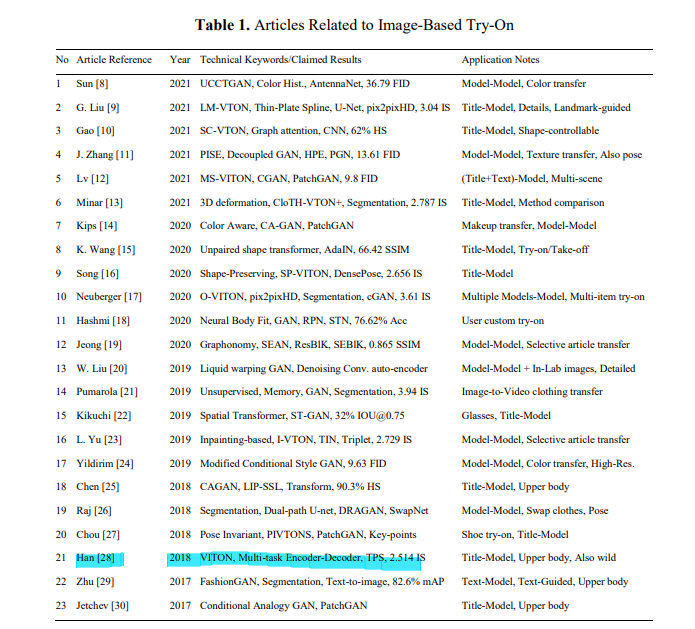 Table 1. Articles Related to Image-Based Try-On
No Article Reference Year Technical Keywords/Claimed Results Application Notes
1 Sun [8] 2021 UCCTGAN, Color Hist., AntennaNet, 36.79 FID Model-Model, Color transfer
2 G. Liu [9] 2021 LM-VTON, Thin-Plate Spline, U-Net, pix2pixHD, 3.04 IS Title-Model, Details, Landmark-guided
3 Gao [10] 2021 SC-VTON, Graph attention, CNN, 62% HS Title-Model, Shape-controllable
4 J. Zhang [11] 2021 PISE, Decoupled GAN, HPE, PGN, 13.61 FID Model-Model, Texture transfer, Also pose
5 Lv [12] 2021 MS-VITON, CGAN, PatchGAN, 9.8 FID (Title+Text)-Model, Multi-scene
6 Minar [13] 2021 3D deformation, CloTH-VTON+, Segmentation, 2.787 IS Title-Model, Method comparison
7 Kips [14] 2020 Color Aware, CA-GAN, PatchGAN Makeup transfer, Model-Model
8 K. Wang [15] 2020 Unpaired shape transformer, AdaIN, 66.42 SSIM Title-Model, Try-on/Take-off
9 Song [16] 2020 Shape-Preserving, SP-VITON, DensePose, 2.656 IS Title-Model
10 Neuberger [17] 2020 O-VITON, pix2pixHD, Segmentation, cGAN, 3.61 IS Multiple Models-Model, Multi-item try-on
11 Hashmi [18] 2020 Neural Body Fit, GAN, RPN, STN, 76.62% Acc User custom try-on
12 Jeong [19] 2020 Graphonomy, SEAN, ResBlK, SEBlK, 0.865 SSIM Model-Model, Selective article transfer
13 W. Liu [20] 2019 Liquid warping GAN, Denoising Conv. auto-encoder Model-Model + In-Lab images, Detailed
14 Pumarola [21] 2019 Unsupervised, Memory, GAN, Segmentation, 3.94 IS Image-to-Video clothing transfer
15 Kikuchi [22] 2019 Spatial Transformer, ST-GAN, 32% IOU@0.75 Glasses, Title-Model
16 L. Yu [23] 2019 Inpainting-based, I-VTON, TIN, Triplet, 2.729 IS Model-Model, Selective article transfer
17 Yildirim [24] 2019 Modified Conditional Style GAN, 9.63 FID Model-Model, Color transfer, High-Res.
18 Chen [25] 2018 CAGAN, LIP-SSL, Transform, 90.3% HS Title-Model, Upper body
19 Raj [26] 2018 Segmentation, Dual-path U-net, DRAGAN, SwapNet Model-Model, Swap clothes, Pose
20 Chou [27] 2018 Pose Invariant, PIVTONS, PatchGAN, Key-points Shoe try-on, Title-Model
21 Han [28] 2018 VITON, Multi-task Encoder-Decoder, TPS, 2.514 IS Title-Model, Upper body, Also wild
22 Zhu [29] 2017 FashionGAN, Segmentation, Text-to-image, 82.6% mAP Text-Model, Text-Guided, Upper body
23 Jetchev [30] 2017 Conditional Analogy GAN, PatchGAN Title-Model, Upper body